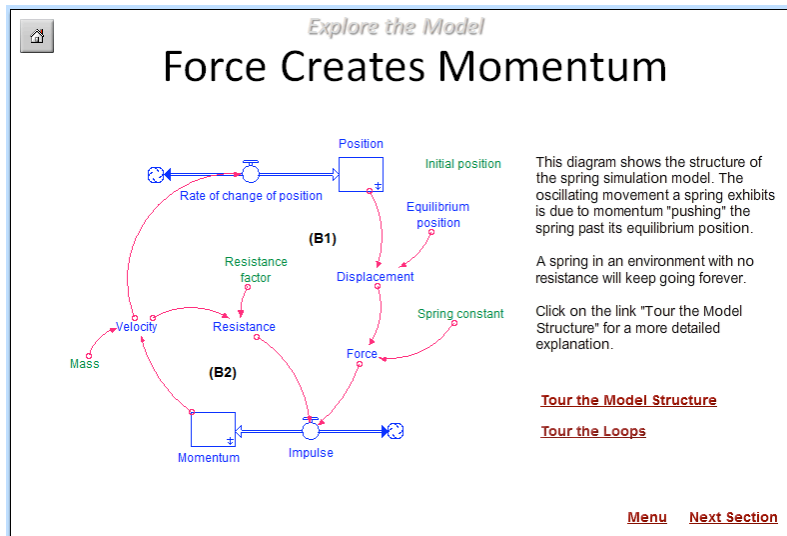 Explore the Model
Force Creates Momentum
Position
Initial position
Rate of change of position
Equilibrium
position
(B1)
Resistance
factor
Displacement
Spring constant
Velocity
Resistance
Force
Mass
(B2)
Momentum
Impulse
This diagram shows the structure of
the spring simulation model. The
oscillating movement a spring exhibits
is due to momentum "pushing" the
spring past its equilibrium position.
A spring in an environment with no
resistance will keep going forever.
Click on the link "Tour the Model
Structure" for a more detailed
explanation.
Tour the Model Structure
Tour the Loops
Menu
Next Section